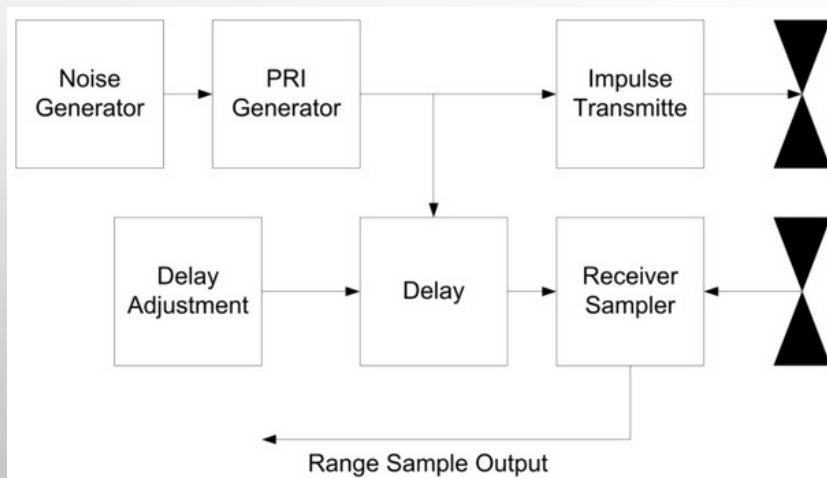 Noise
Generator
PRI
Generator
Impulse
Transmitte
Delay
Adjustment
Delay
Receiver
Sampler
Range Sample Output